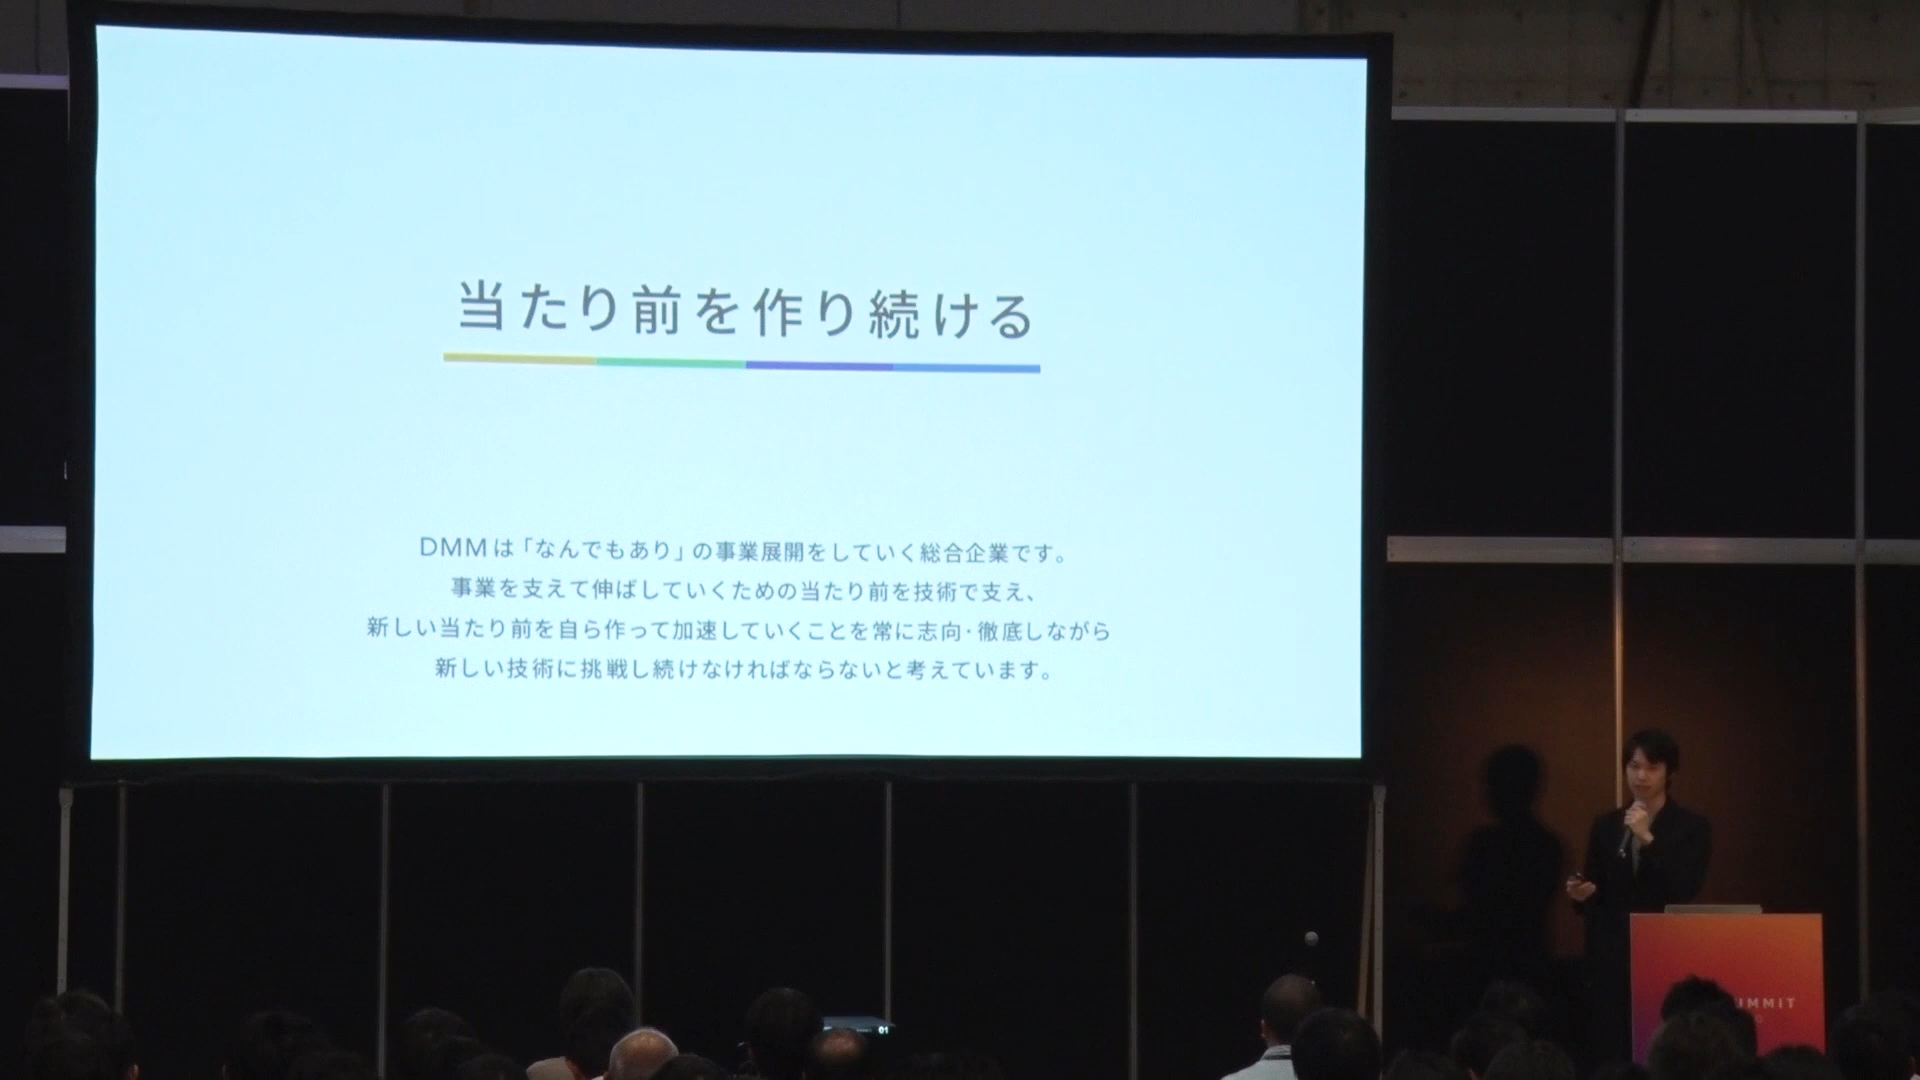 当たり前を作り続ける
DMMは「なんでもあり」の事業展開をしていく総合企業です。
事業を支えて伸ばしていくための当たり前を技術で支え、
新しい当たり前を自ら作って加速していくことを常に志向・徹底しながら
新しい技術に挑戦し続けなければならないと考えています。
01